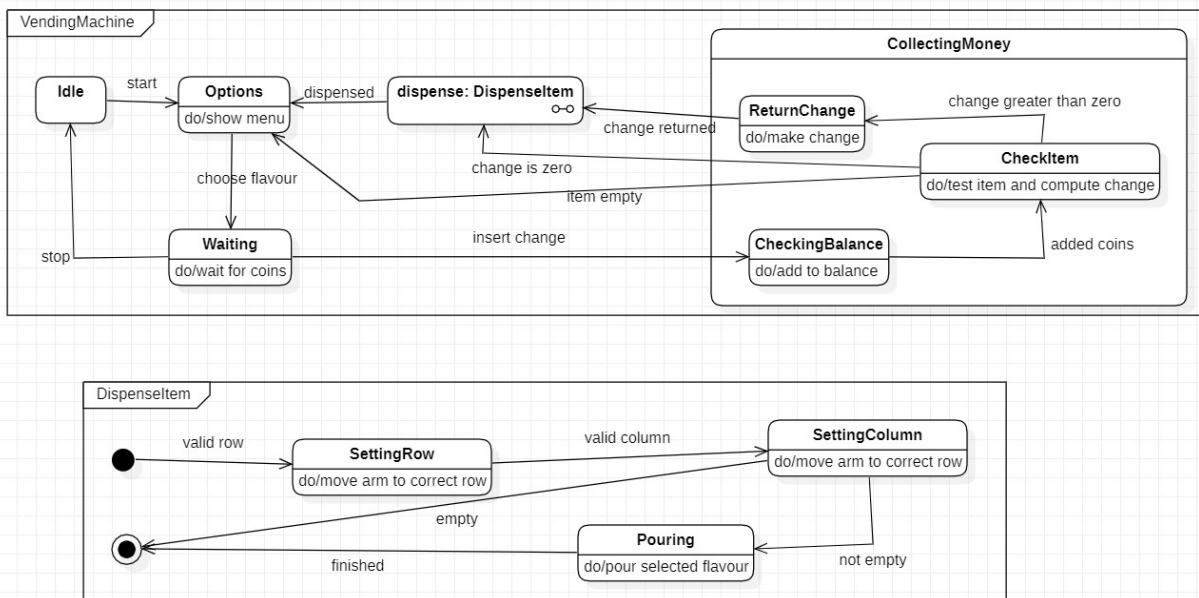 VendingMachine
CollectingMoney
Idle
start
Options
do/show menu
dispensed
dispense: DispenseItem
change returned
ReturnChange
do/make change
change greater than zero
CheckItem
do/test item and compute change
change is zero
item empty
choose flavour
Waiting
do/wait for coins
stop
insert change
CheckingBalance
do/add to balance
added coins
DispenseItem
valid row
SettingRow
do/move arm to correct row
valid column
SettingColumn
do/move arm to correct row
empty
not empty
Pouring
do/pour selected flavour
finished